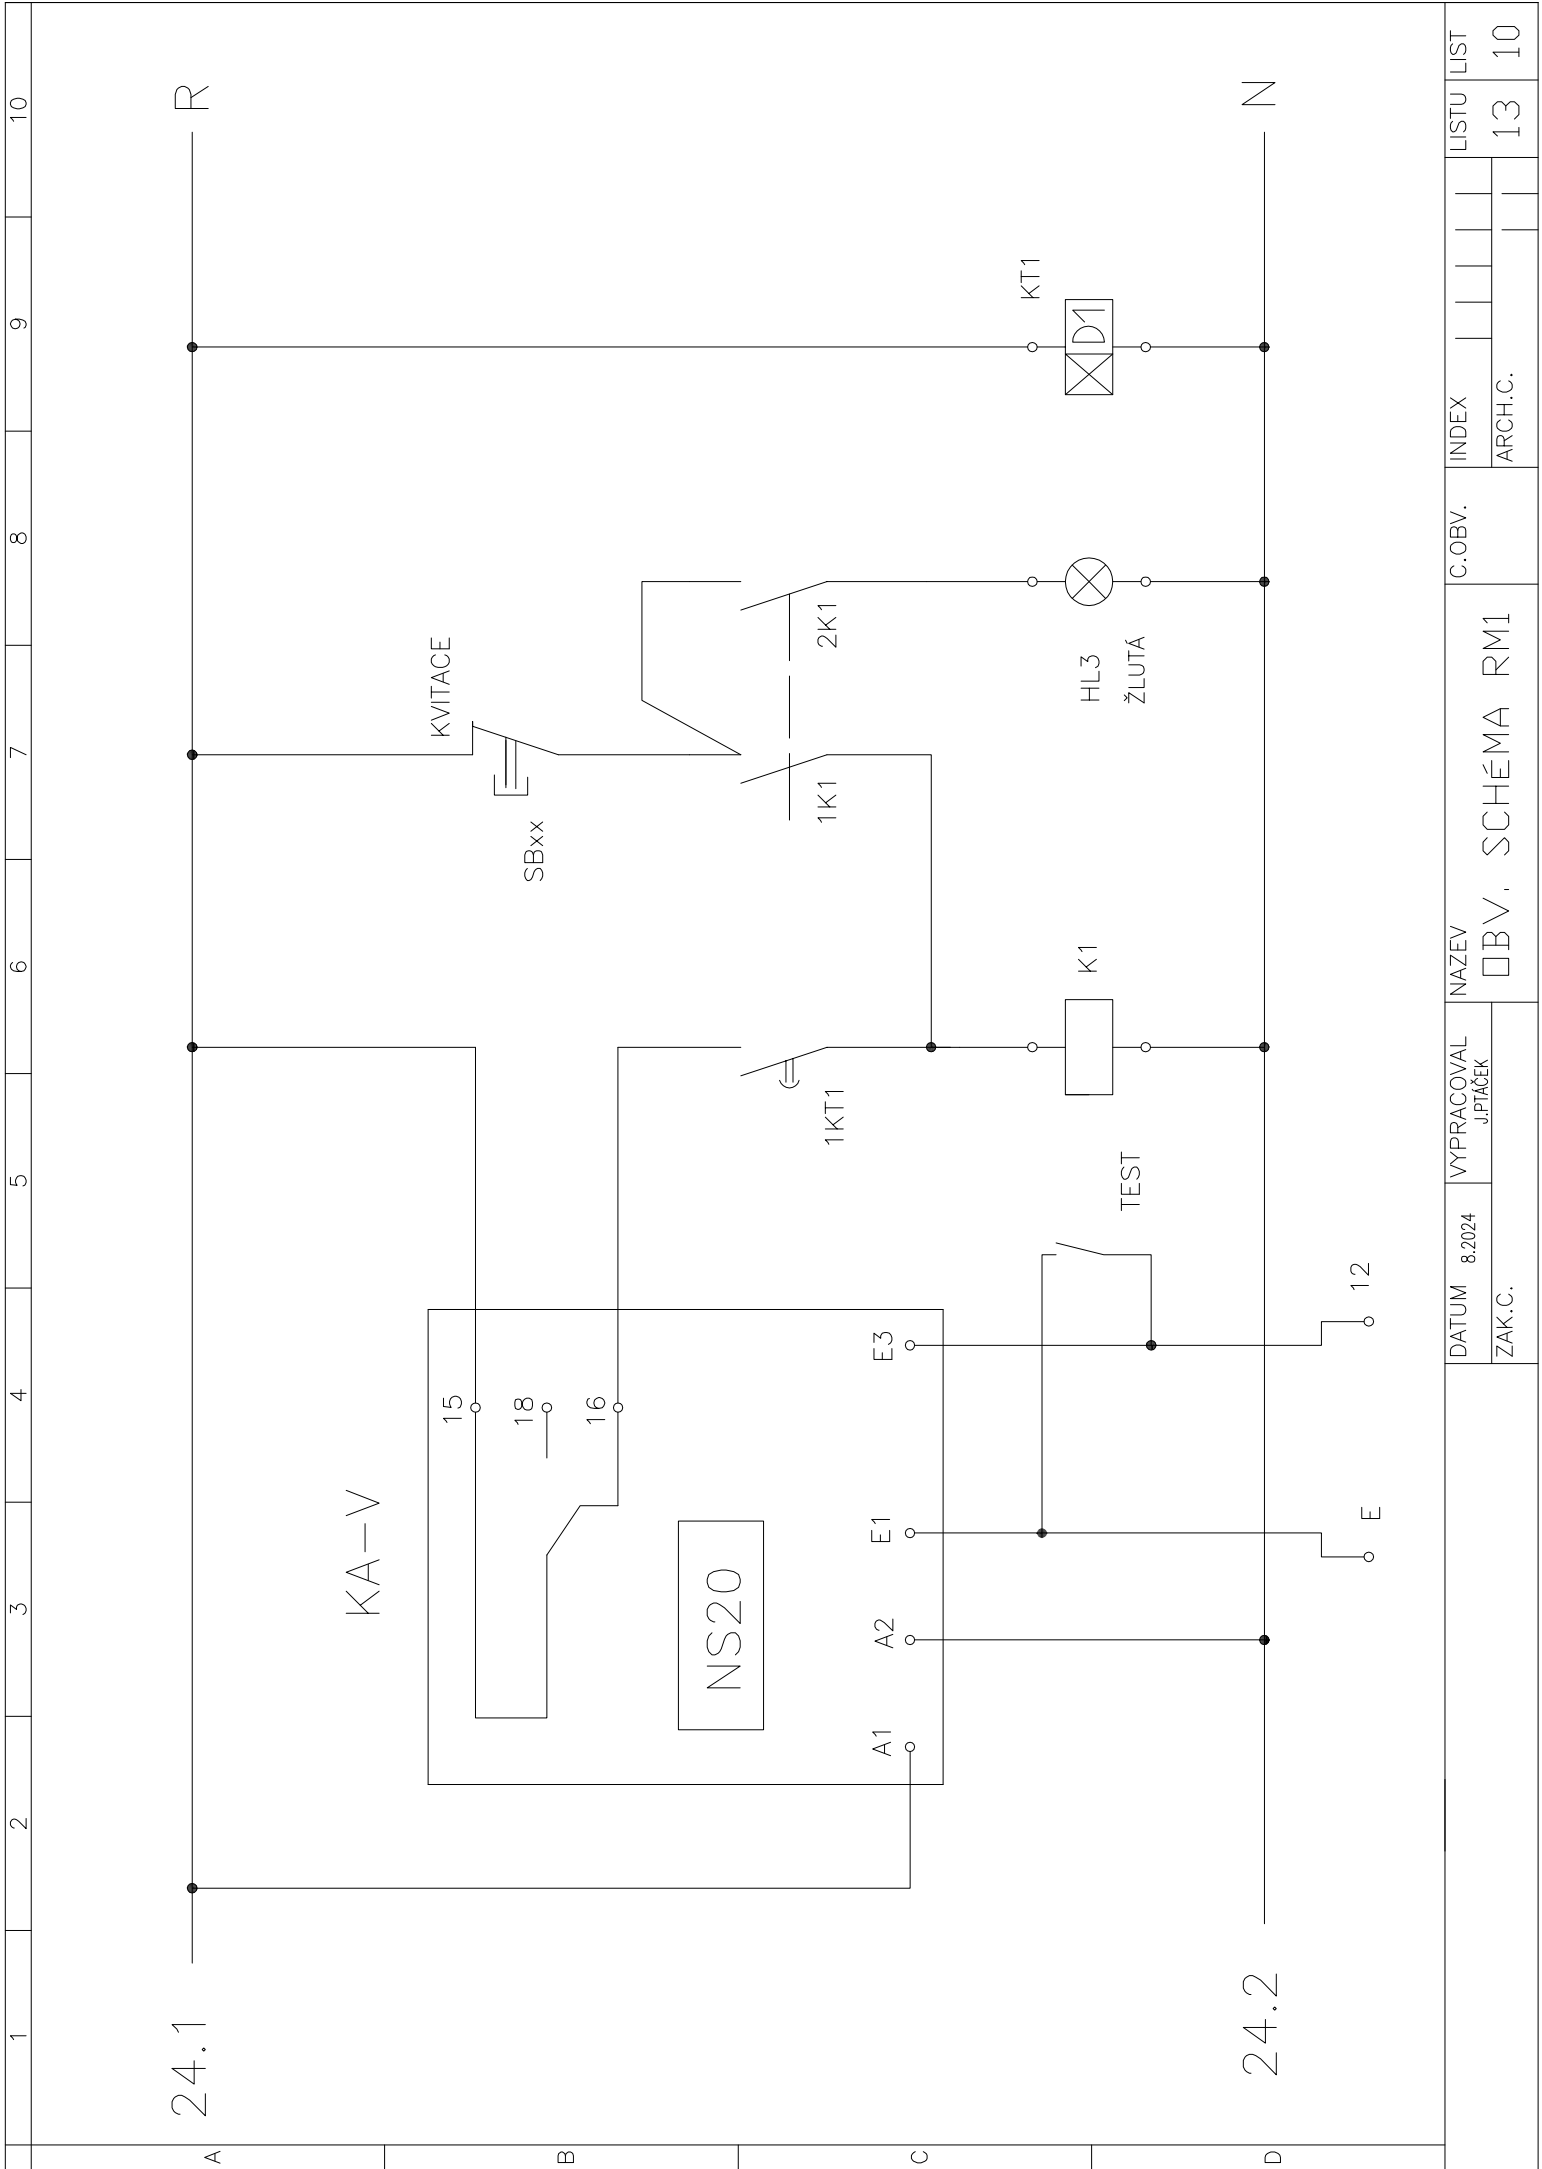 1 2 3 4 5 6 7 8 9 10
A
B
C
D
24.1
R
24.2
N
KA-V
NS20
15
18
16
A1
A2
E1
E3
E
12
TEST
1KT1
K1
KVITACE
SBxx
1K1
2K1
HL3
ŽLUTÁ
KT1
D1
DATUM 8.2024
ZAK.C.
VYPRACOVAL
J.PTÁČEK
NAZEV
OBV. SCHÉMA RM1
C.OBV.
INDEX
ARCH.C.
LISTU
13
LIST
10